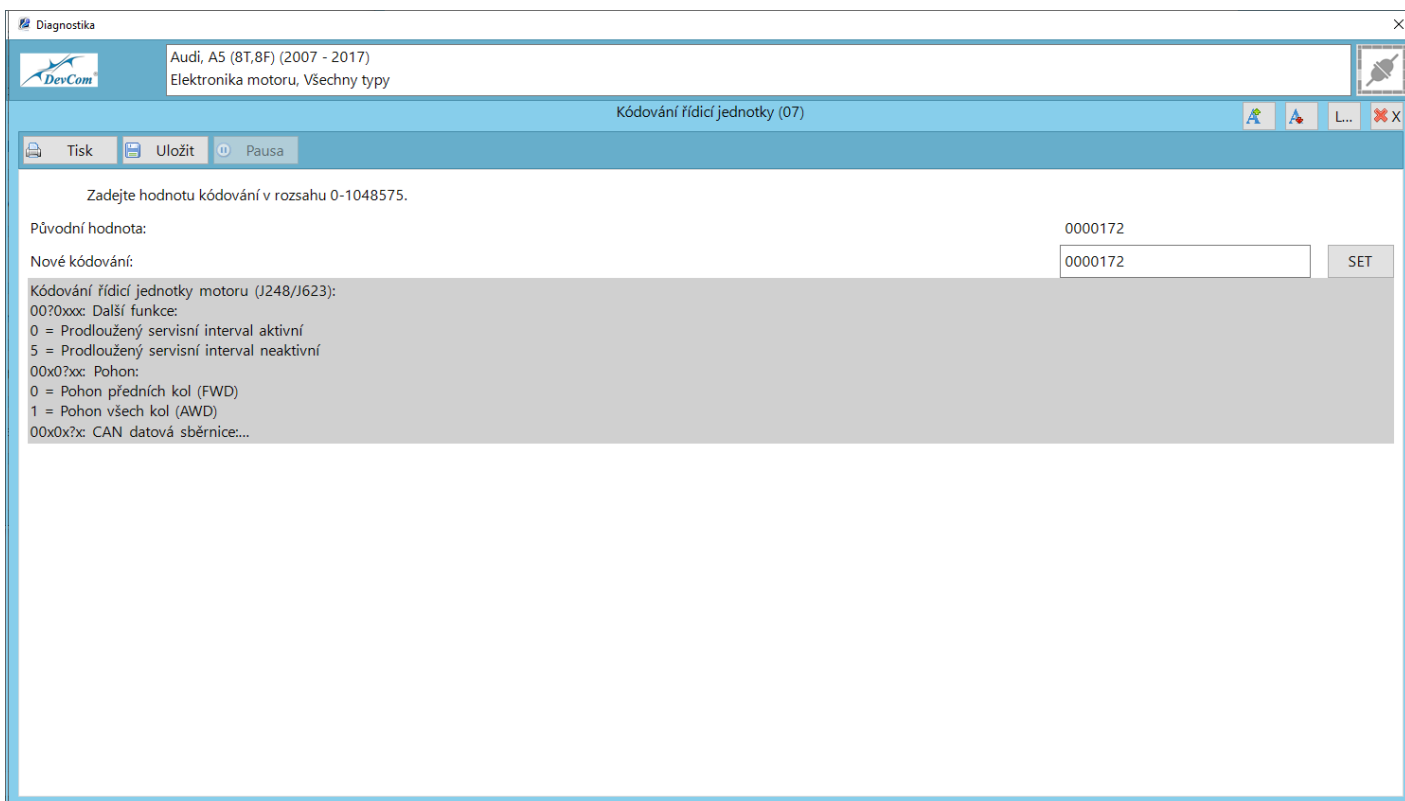 Diagnostika
DevCom
Audi, A5 (8T,8F) (2007 - 2017)
Elektronika motoru, Všechny typy
Kódování řídicí jednotky (07)
L...
X
Tisk
Uložit
Pausa
Zadejte hodnotu kódování v rozsahu 0-1048575.
Původní hodnota: 0000172
Nové kódování: 0000172 SET
Kódování řídicí jednotky motoru (J248/J623):
00?0xxx: Další funkce:
0 = Prodloužený servisní interval aktivní
5 = Prodloužený servisní interval neaktivní
00x0?xx: Pohon:
0 = Pohon předních kol (FWD)
1 = Pohon všech kol (AWD)
00x0x?x: CAN datová sběrnice:...